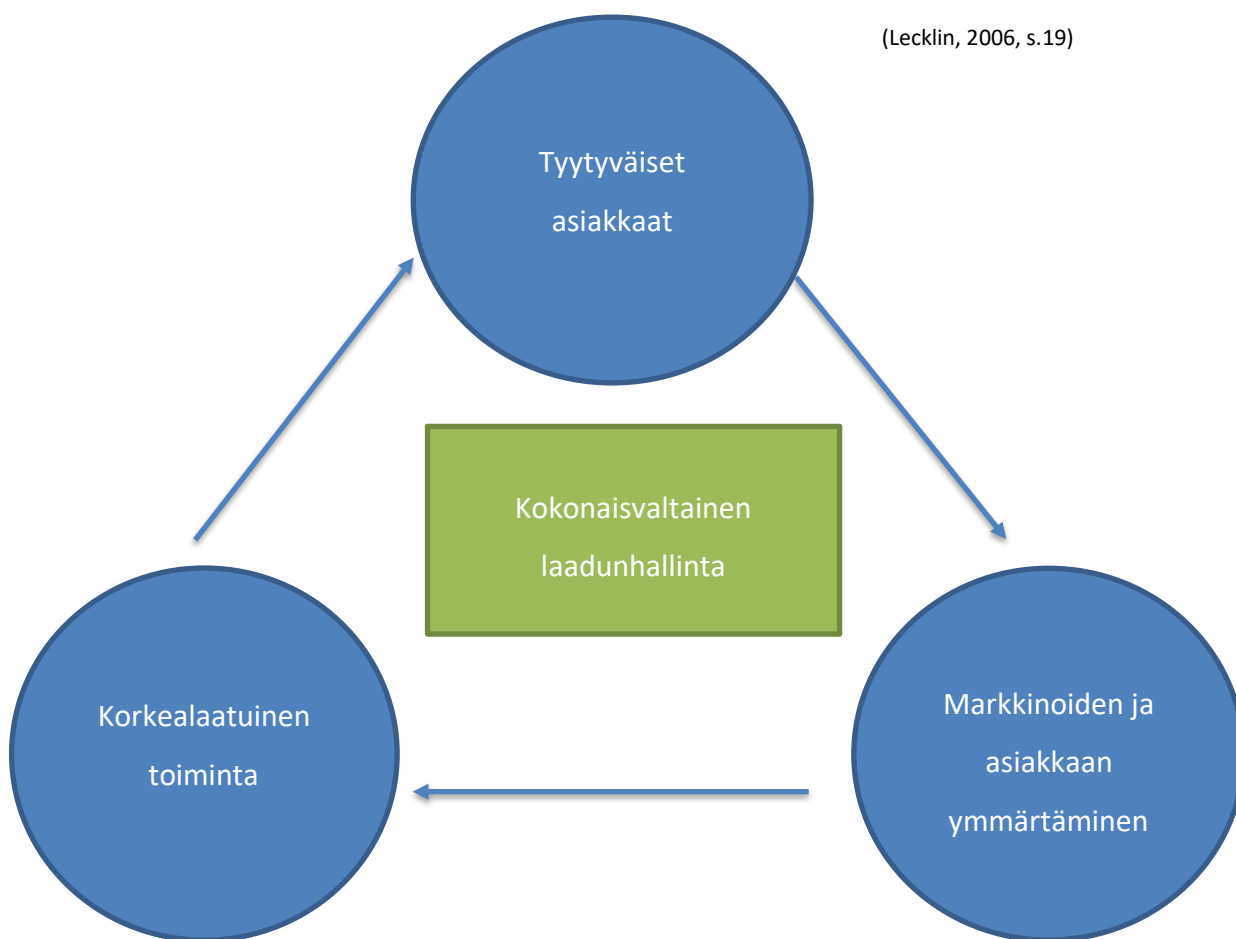 (Lecklin, 2006, s.19)
Tyytyväiset
asiakkaat
Kokonaisvaltainen
laadunhallinta
Korkealaatuinen
toiminta
Markkinoiden ja
asiakkaan
ymmärtäminen